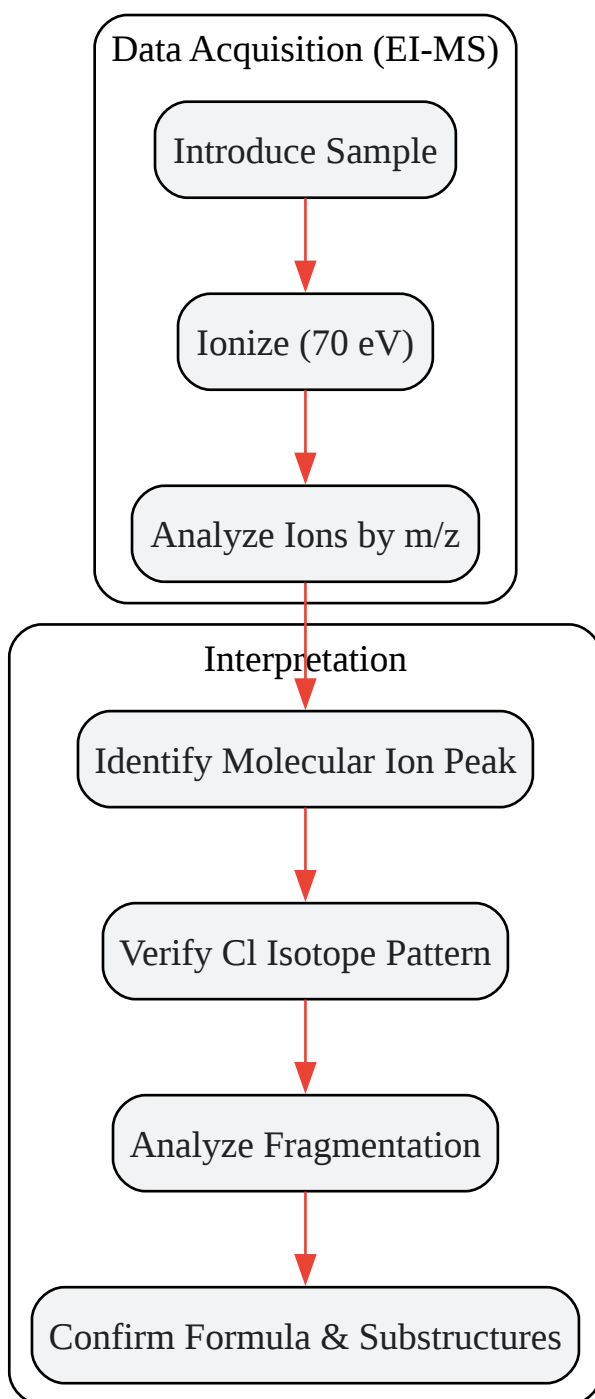 Data Acquisition (EI-MS)
Introduce Sample
Ionize (70 eV)
Analyze Ions by m/z
Interpretation
Identify Molecular Ion Peak
Verify Cl Isotope Pattern
Analyze Fragmentation
Confirm Formula & Substructures